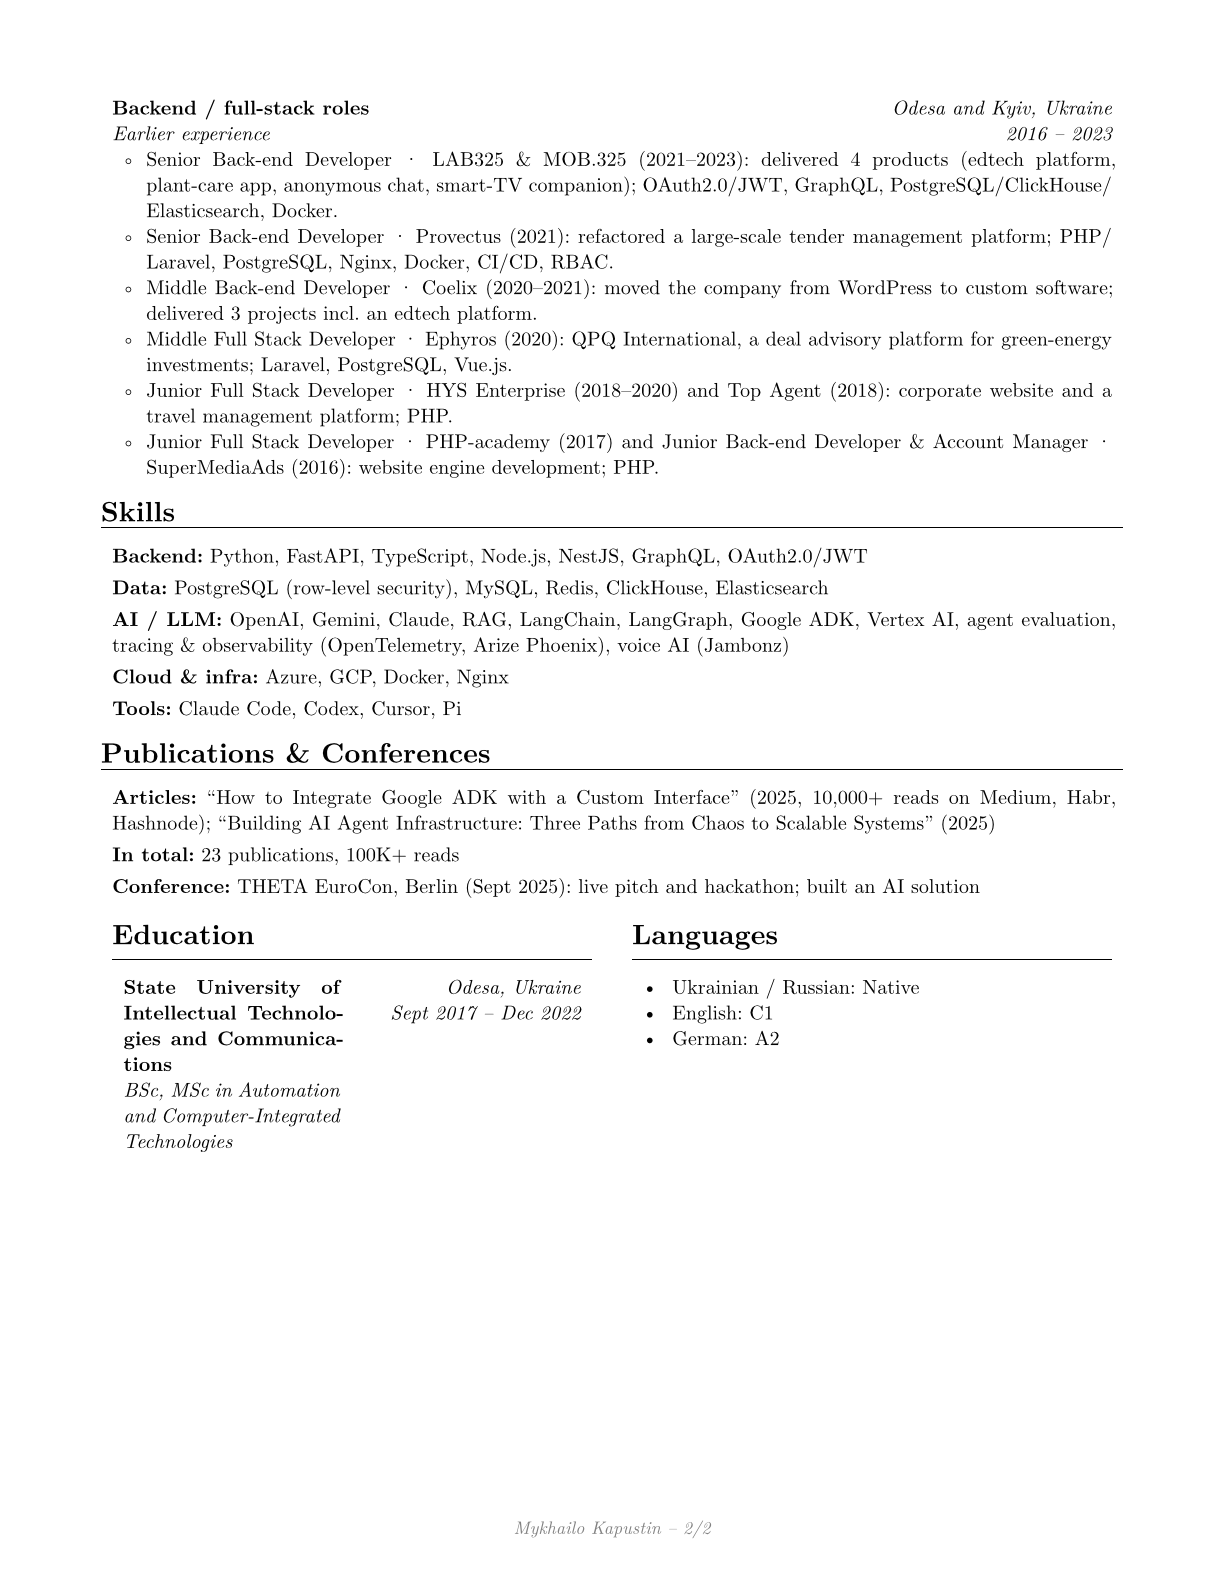 Backend / full-stack roles Odesa and Kyiv, Ukraine
Earlier experience 2016 – 2023
◦ Senior Back-end Developer · LAB325 & MOB.325 (2021–2023): delivered 4 products (edtech platform,
plant-care app, anonymous chat, smart-TV companion); OAuth2.0/JWT, GraphQL, PostgreSQL/ClickHouse/
Elasticsearch, Docker.
◦ Senior Back-end Developer · Provectus (2021): refactored a large-scale tender management platform; PHP/
Laravel, PostgreSQL, Nginx, Docker, CI/CD, RBAC.
◦ Middle Back-end Developer · Coelix (2020–2021): moved the company from WordPress to custom software;
delivered 3 projects incl. an edtech platform.
◦ Middle Full Stack Developer · Ephyros (2020): QPQ International, a deal advisory platform for green-energy
investments; Laravel, PostgreSQL, Vue.js.
◦ Junior Full Stack Developer · HYS Enterprise (2018–2020) and Top Agent (2018): corporate website and a
travel management platform; PHP.
◦ Junior Full Stack Developer · PHP-academy (2017) and Junior Back-end Developer & Account Manager ·
SuperMediaAds (2016): website engine development; PHP.
Skills
Backend: Python, FastAPI, TypeScript, Node.js, NestJS, GraphQL, OAuth2.0/JWT
Data: PostgreSQL (row-level security), MySQL, Redis, ClickHouse, Elasticsearch
AI / LLM: OpenAI, Gemini, Claude, RAG, LangChain, LangGraph, Google ADK, Vertex AI, agent evaluation,
tracing & observability (OpenTelemetry, Arize Phoenix), voice AI (Jambonz)
Cloud & infra: Azure, GCP, Docker, Nginx
Tools: Claude Code, Codex, Cursor, Pi
Publications & Conferences
Articles: “How to Integrate Google ADK with a Custom Interface” (2025, 10,000+ reads on Medium, Habr,
Hashnode); “Building AI Agent Infrastructure: Three Paths from Chaos to Scalable Systems” (2025)
In total: 23 publications, 100K+ reads
Conference: THETA EuroCon, Berlin (Sept 2025): live pitch and hackathon; built an AI solution
Education
State University of Odesa, Ukraine
Intellectual Technolo- Sept 2017 – Dec 2022
gies and Communica-
tions
BSc, MSc in Automation
and Computer-Integrated
Technologies
Languages
• Ukrainian / Russian: Native
• English: C1
• German: A2
Mykhailo Kapustin – 2/2